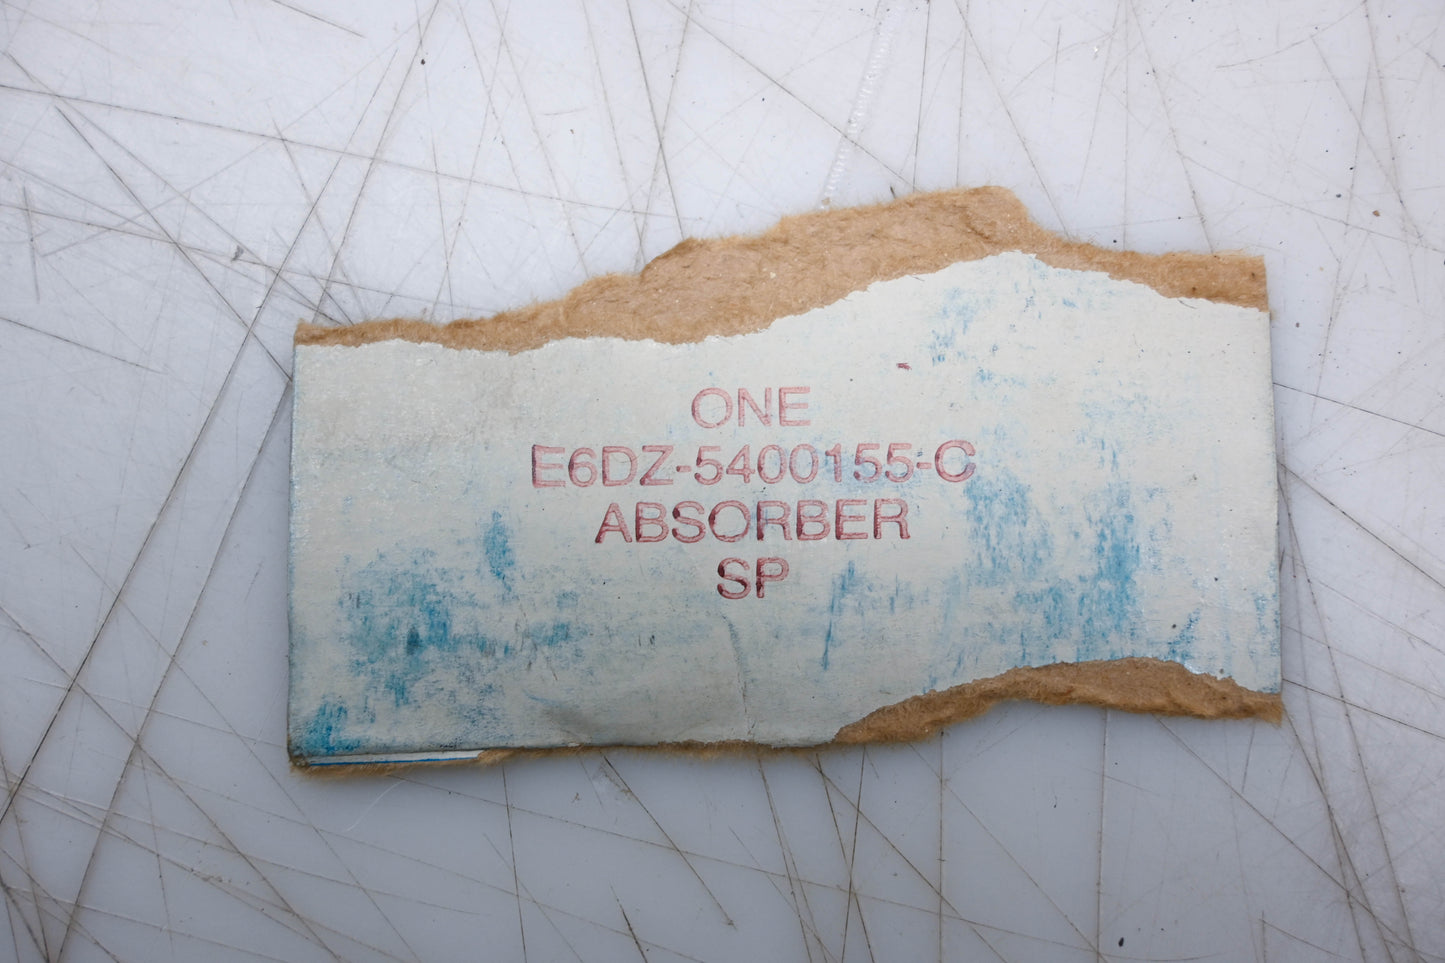 ONE
E6DZ-5400155-C
ABSORBER
SP